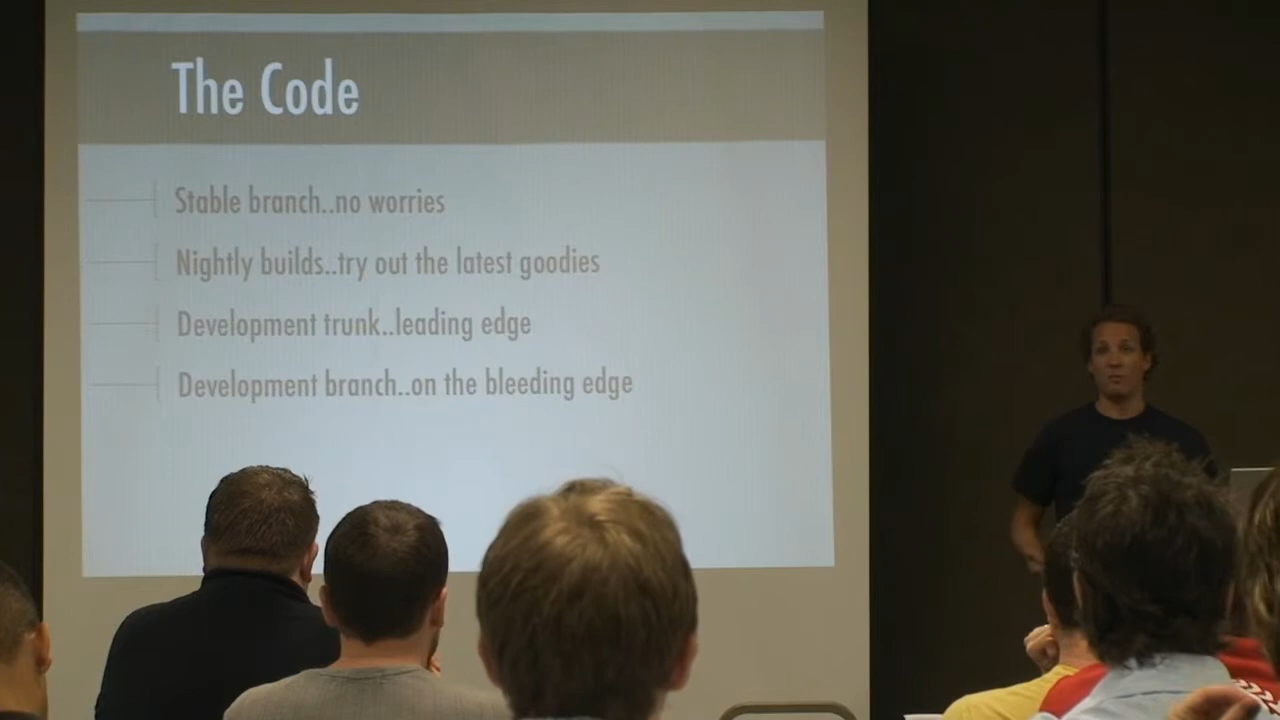 The Code
Stable branch..no worries
Nightly builds..try out the latest goodies
Development trunk..leading edge
Development branch..on the bleeding edge